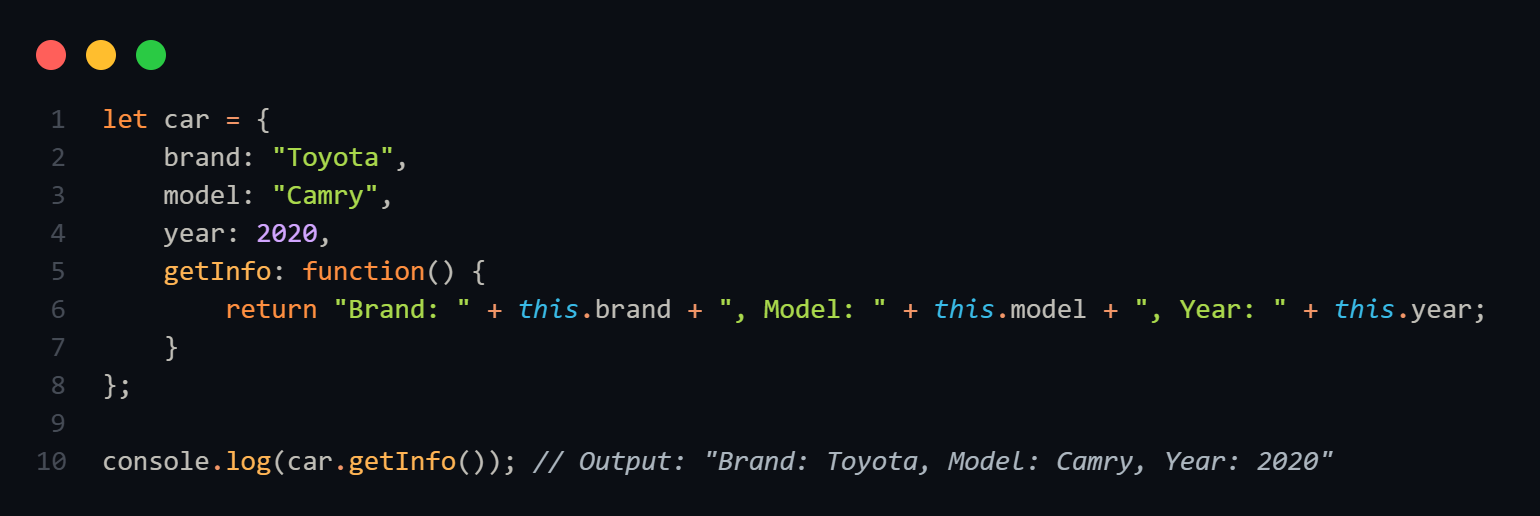 1 let car = {
2     brand: "Toyota",
3     model: "Camry",
4     year: 2020,
5     getInfo: function() {
6         return "Brand: " + this.brand + ", Model: " + this.model + ", Year: " + this.year;
7     }
8 };
9
10 console.log(car.getInfo()); // Output: "Brand: Toyota, Model: Camry, Year: 2020"